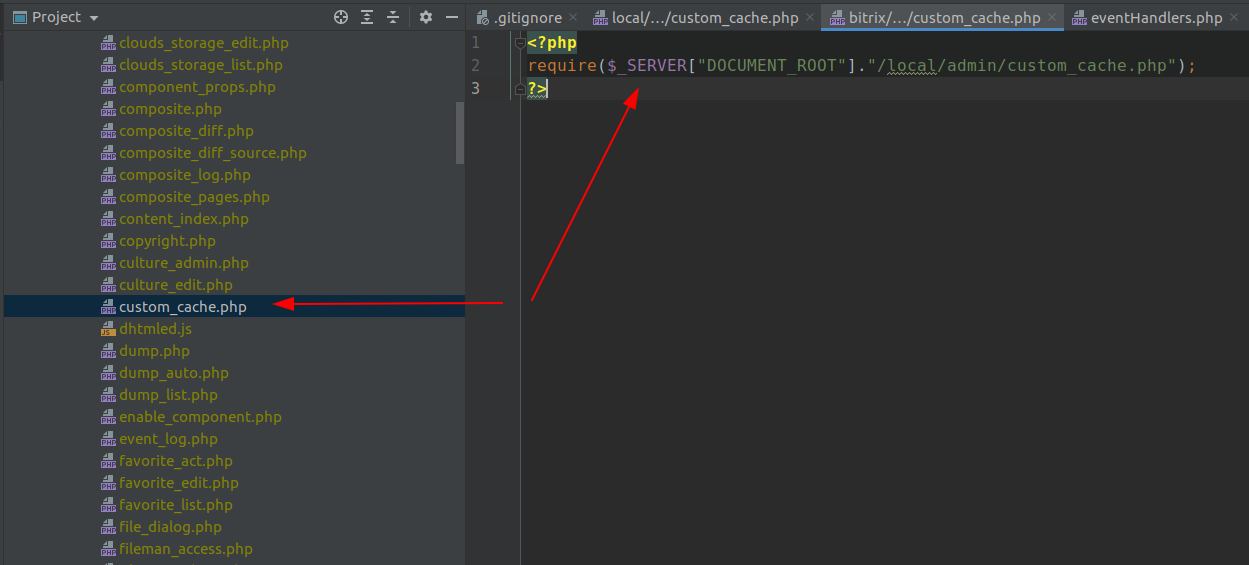 Project
clouds_storage_edit.php
clouds_storage_list.php
component_props.php
composite.php
composite_diff.php
composite_diff_source.php
composite_log.php
composite_pages.php
content_index.php
copyright.php
culture_admin.php
culture_edit.php
custom_cache.php
dhtmled.js
dump.php
dump_auto.php
dump_list.php
enable_component.php
event_log.php
favorite_act.php
favorite_edit.php
favorite_list.php
file_dialog.php
fileman_access.php
.gitignore local/.../custom_cache.php bitrix/.../custom_cache.php eventHandlers.php
1 <?php
2 require($_SERVER["DOCUMENT_ROOT"]."/local/admin/custom_cache.php");
3 ?>